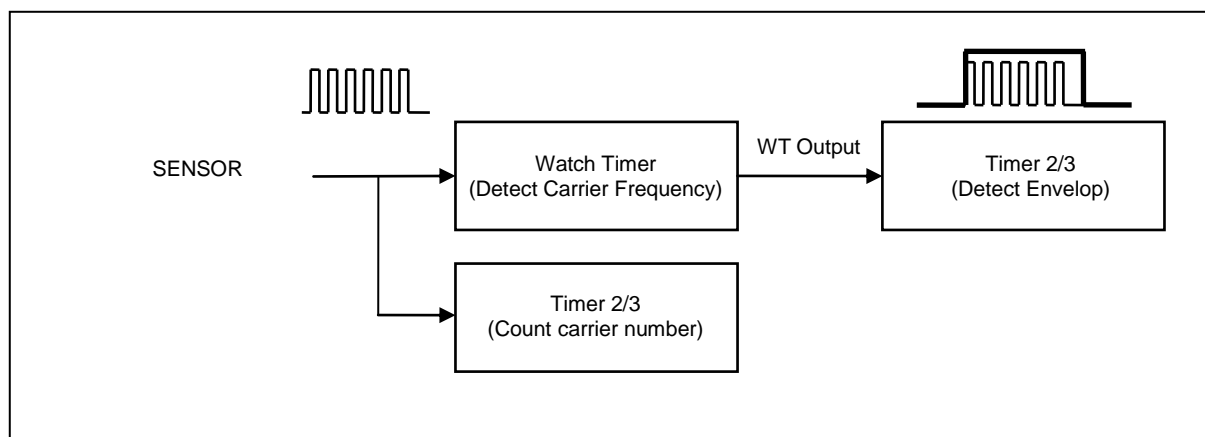 SENSOR
Watch Timer
(Detect Carrier Frequency)
WT Output
Timer 2/3
(Detect Envelop)
Timer 2/3
(Count carrier number)